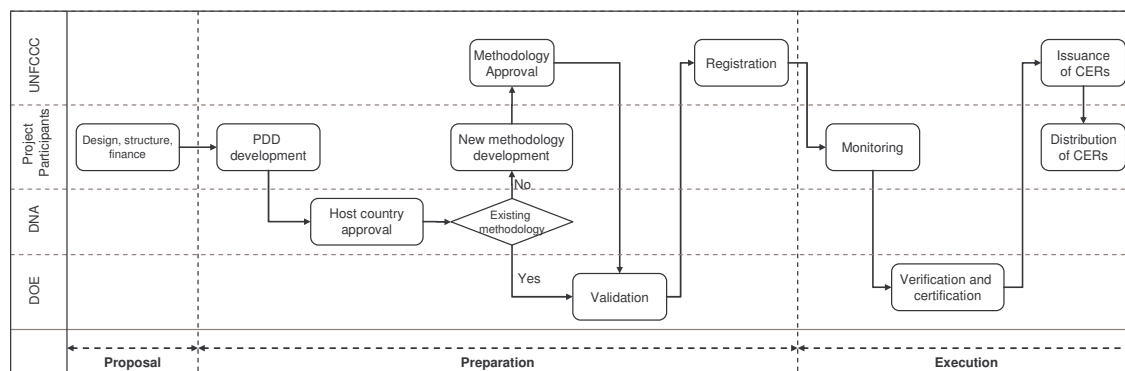 UNFCCC
Methodology
Approval
Registration
Issuance
of CERs
Project
Participants
Design, structure,
finance
PDD
development
New methodology
development
Monitoring
Distribution
of CERs
No
DNA
Host country
approval
Existing
methodology
DOE
Yes
Validation
Verification and
certification
Proposal
Preparation
Execution